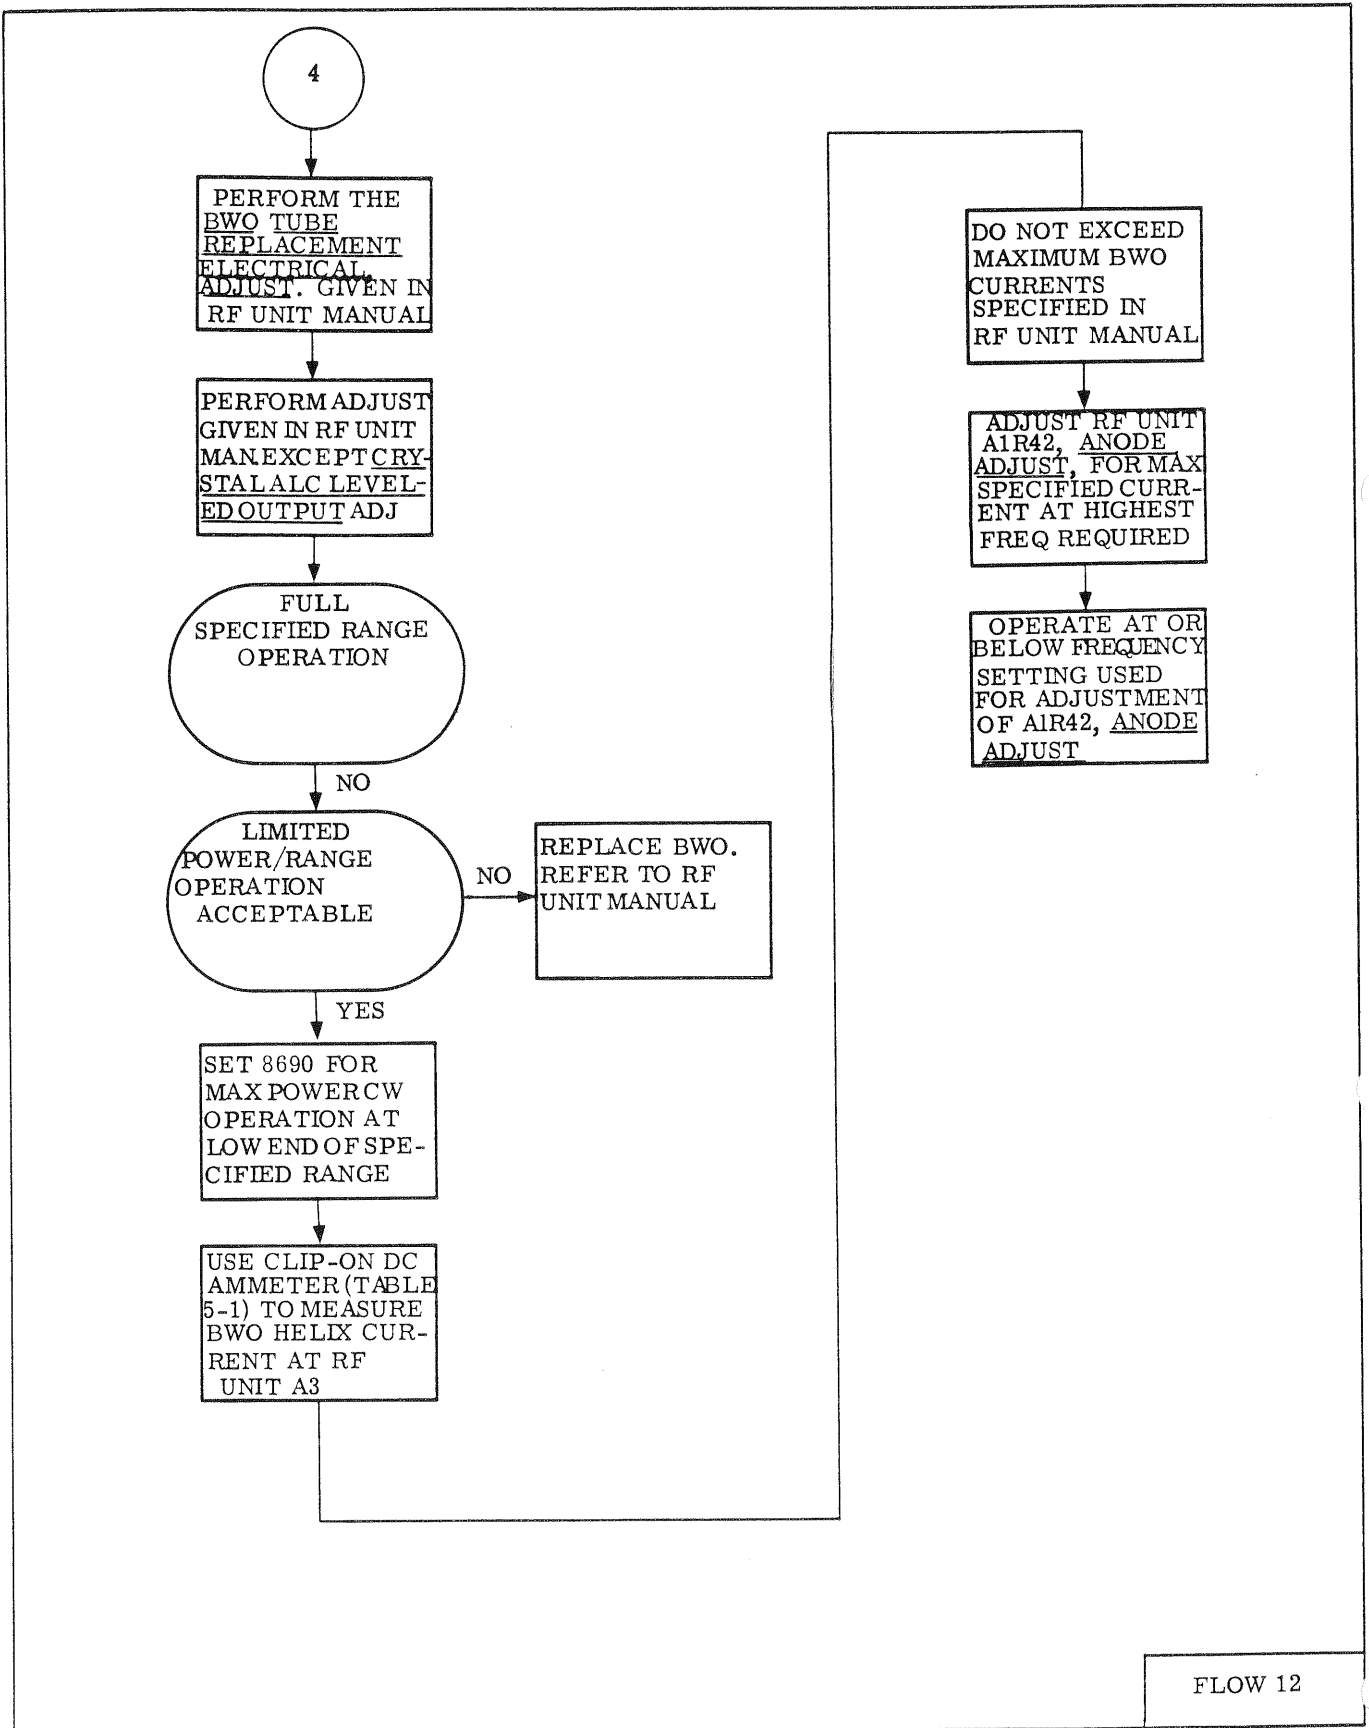 4
PERFORM THE
BWO TUBE
REPLACEMENT
ELECTRICAL
ADJUST. GIVEN IN
RF UNIT MANUAL
PERFORM ADJUST
GIVEN IN RF UNIT
MAN.EXCEPT CRY-
STAL ALC LEVEL-
ED OUTPUT ADJ
FULL
SPECIFIED RANGE
OPERATION
NO
LIMITED
POWER/RANGE
OPERATION
ACCEPTABLE
NO
REPLACE BWO.
REFER TO RF
UNIT MANUAL
YES
SET 8690 FOR
MAX POWER CW
OPERATION AT
LOW END OF SPE-
CIFIED RANGE
USE CLIP-ON DC
AMMETER (TABLE
5-1) TO MEASURE
BWO HELIX CUR-
RENT AT RF
UNIT A3
DO NOT EXCEED
MAXIMUM BWO
CURRENTS
SPECIFIED IN
RF UNIT MANUAL
ADJUST RF UNIT
A1R42, ANODE
ADJUST, FOR MAX
SPECIFIED CURR-
ENT AT HIGHEST
FREQ REQUIRED
OPERATE AT OR
BELOW FREQUENCY
SETTING USED
FOR ADJUSTMENT
OF A1R42, ANODE
ADJUST
FLOW 12